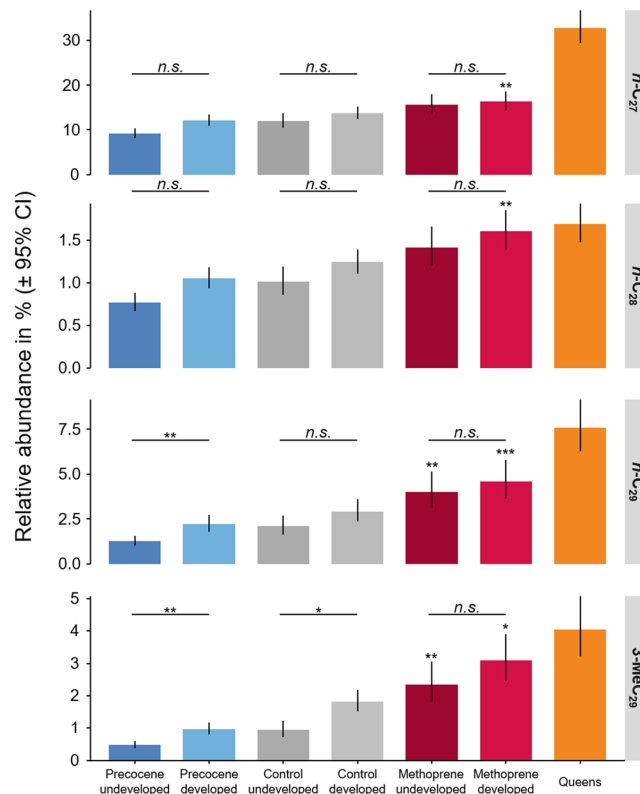 Relative abundance in % (± 95% CI)
30
20
10
0
n.s. n.s. n.s.
**
n-C27
n.s. n.s. n.s.
1.5
1.0
0.5
0.0
**
n-C28
7.5
5.0
2.5
0.0
** n.s. n.s.
** ***
n-C29
5
4
3
2
1
0
** * n.s.
** *
3-MeC29
Precocene Precocene Control Control Methoprene Methoprene Queens
undeveloped developed undeveloped developed undeveloped developed